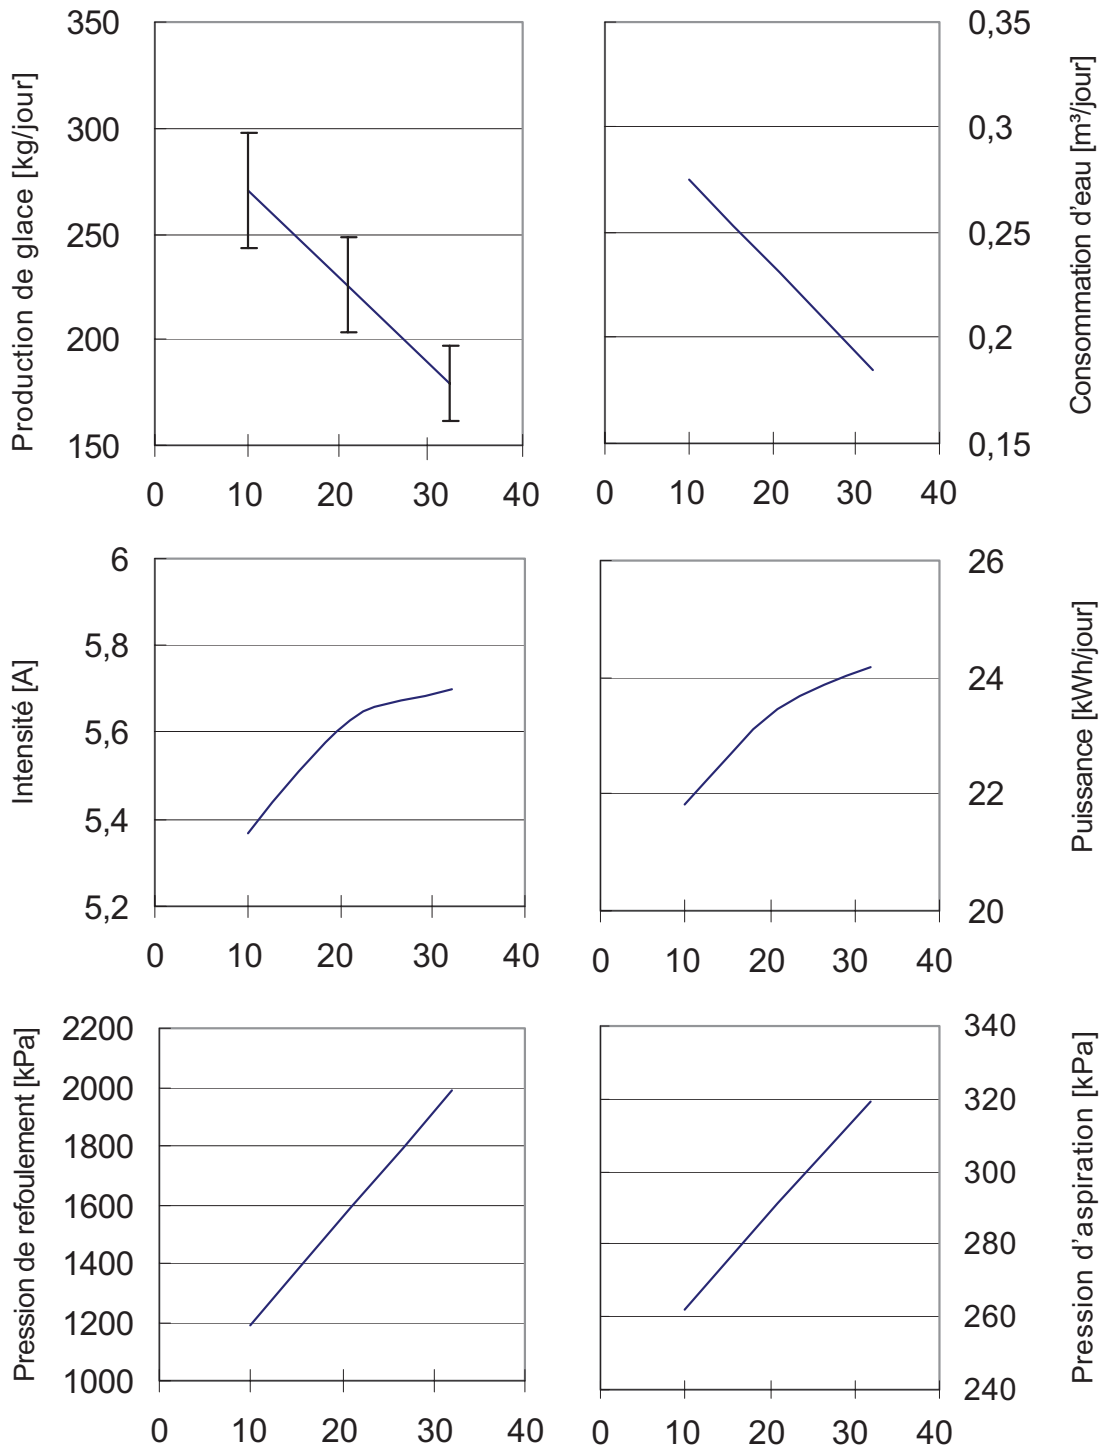 Production de glace [kg/jour]
350
300
250
200
150
0 10 20 30 40
0,35
0,3
0,25
0,2
0,15
0 10 20 30 40
Consommation d'eau [m³/jour]
Intensité [A]
6
5,8
5,6
5,4
5,2
0 10 20 30 40
26
24
22
20
0 10 20 30 40
Puissance [kWh/jour]
Pression de refoulement [kPa]
2200
2000
1800
1600
1400
1200
1000
0 10 20 30 40
340
320
300
280
260
240
0 10 20 30 40
Pression d'aspiration [kPa]